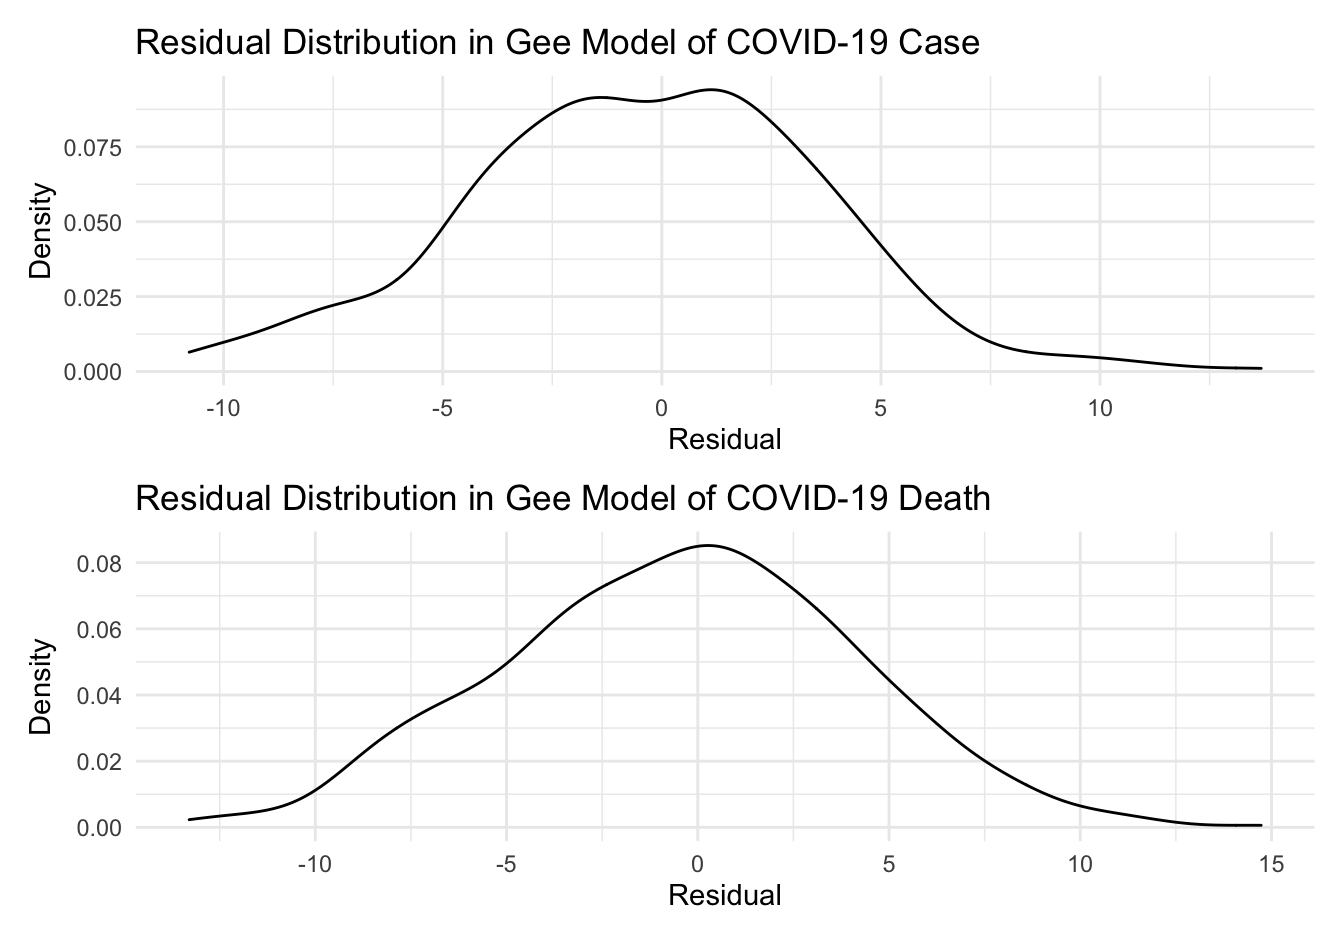 Residual Distribution in Gee Model of COVID-19 Case
Density
0.075
0.050
0.025
0.000
-10 -5 0 5 10
Residual
Residual Distribution in Gee Model of COVID-19 Death
Density
0.08
0.06
0.04
0.02
0.00
-10 -5 0 5 10 15
Residual